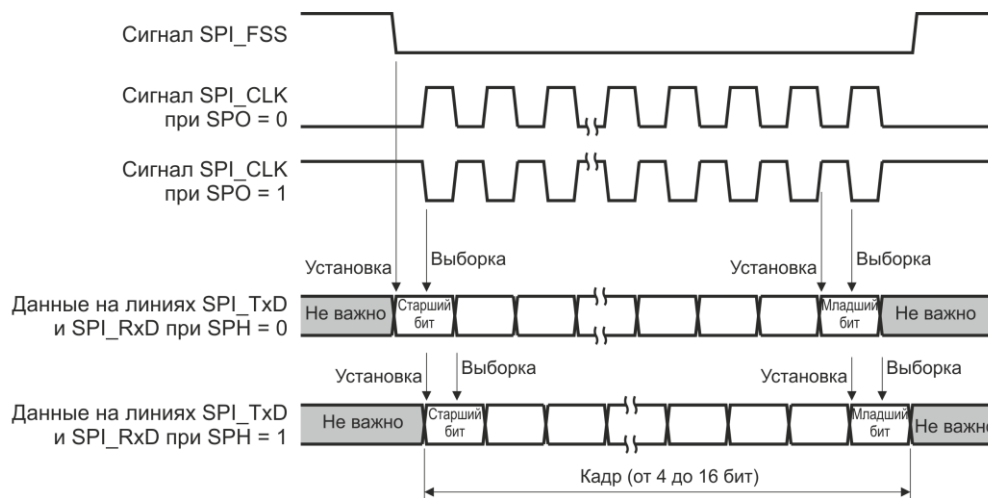 Сигнал SPI_FSS
Сигнал SPI_CLK
при SPO = 0
Сигнал SPI_CLK
при SPO = 1
Установка
Выборка
Установка
Выборка
Данные на линиях SPI_TxD
и SPI_RxD при SPH = 0
Не важно
Старший
бит
Младший
бит
Не важно
Установка
Выборка
Установка
Выборка
Данные на линиях SPI_TxD
и SPI_RxD при SPH = 1
Не важно
Старший
бит
Младший
бит
Не важно
Кадр (от 4 до 16 бит)